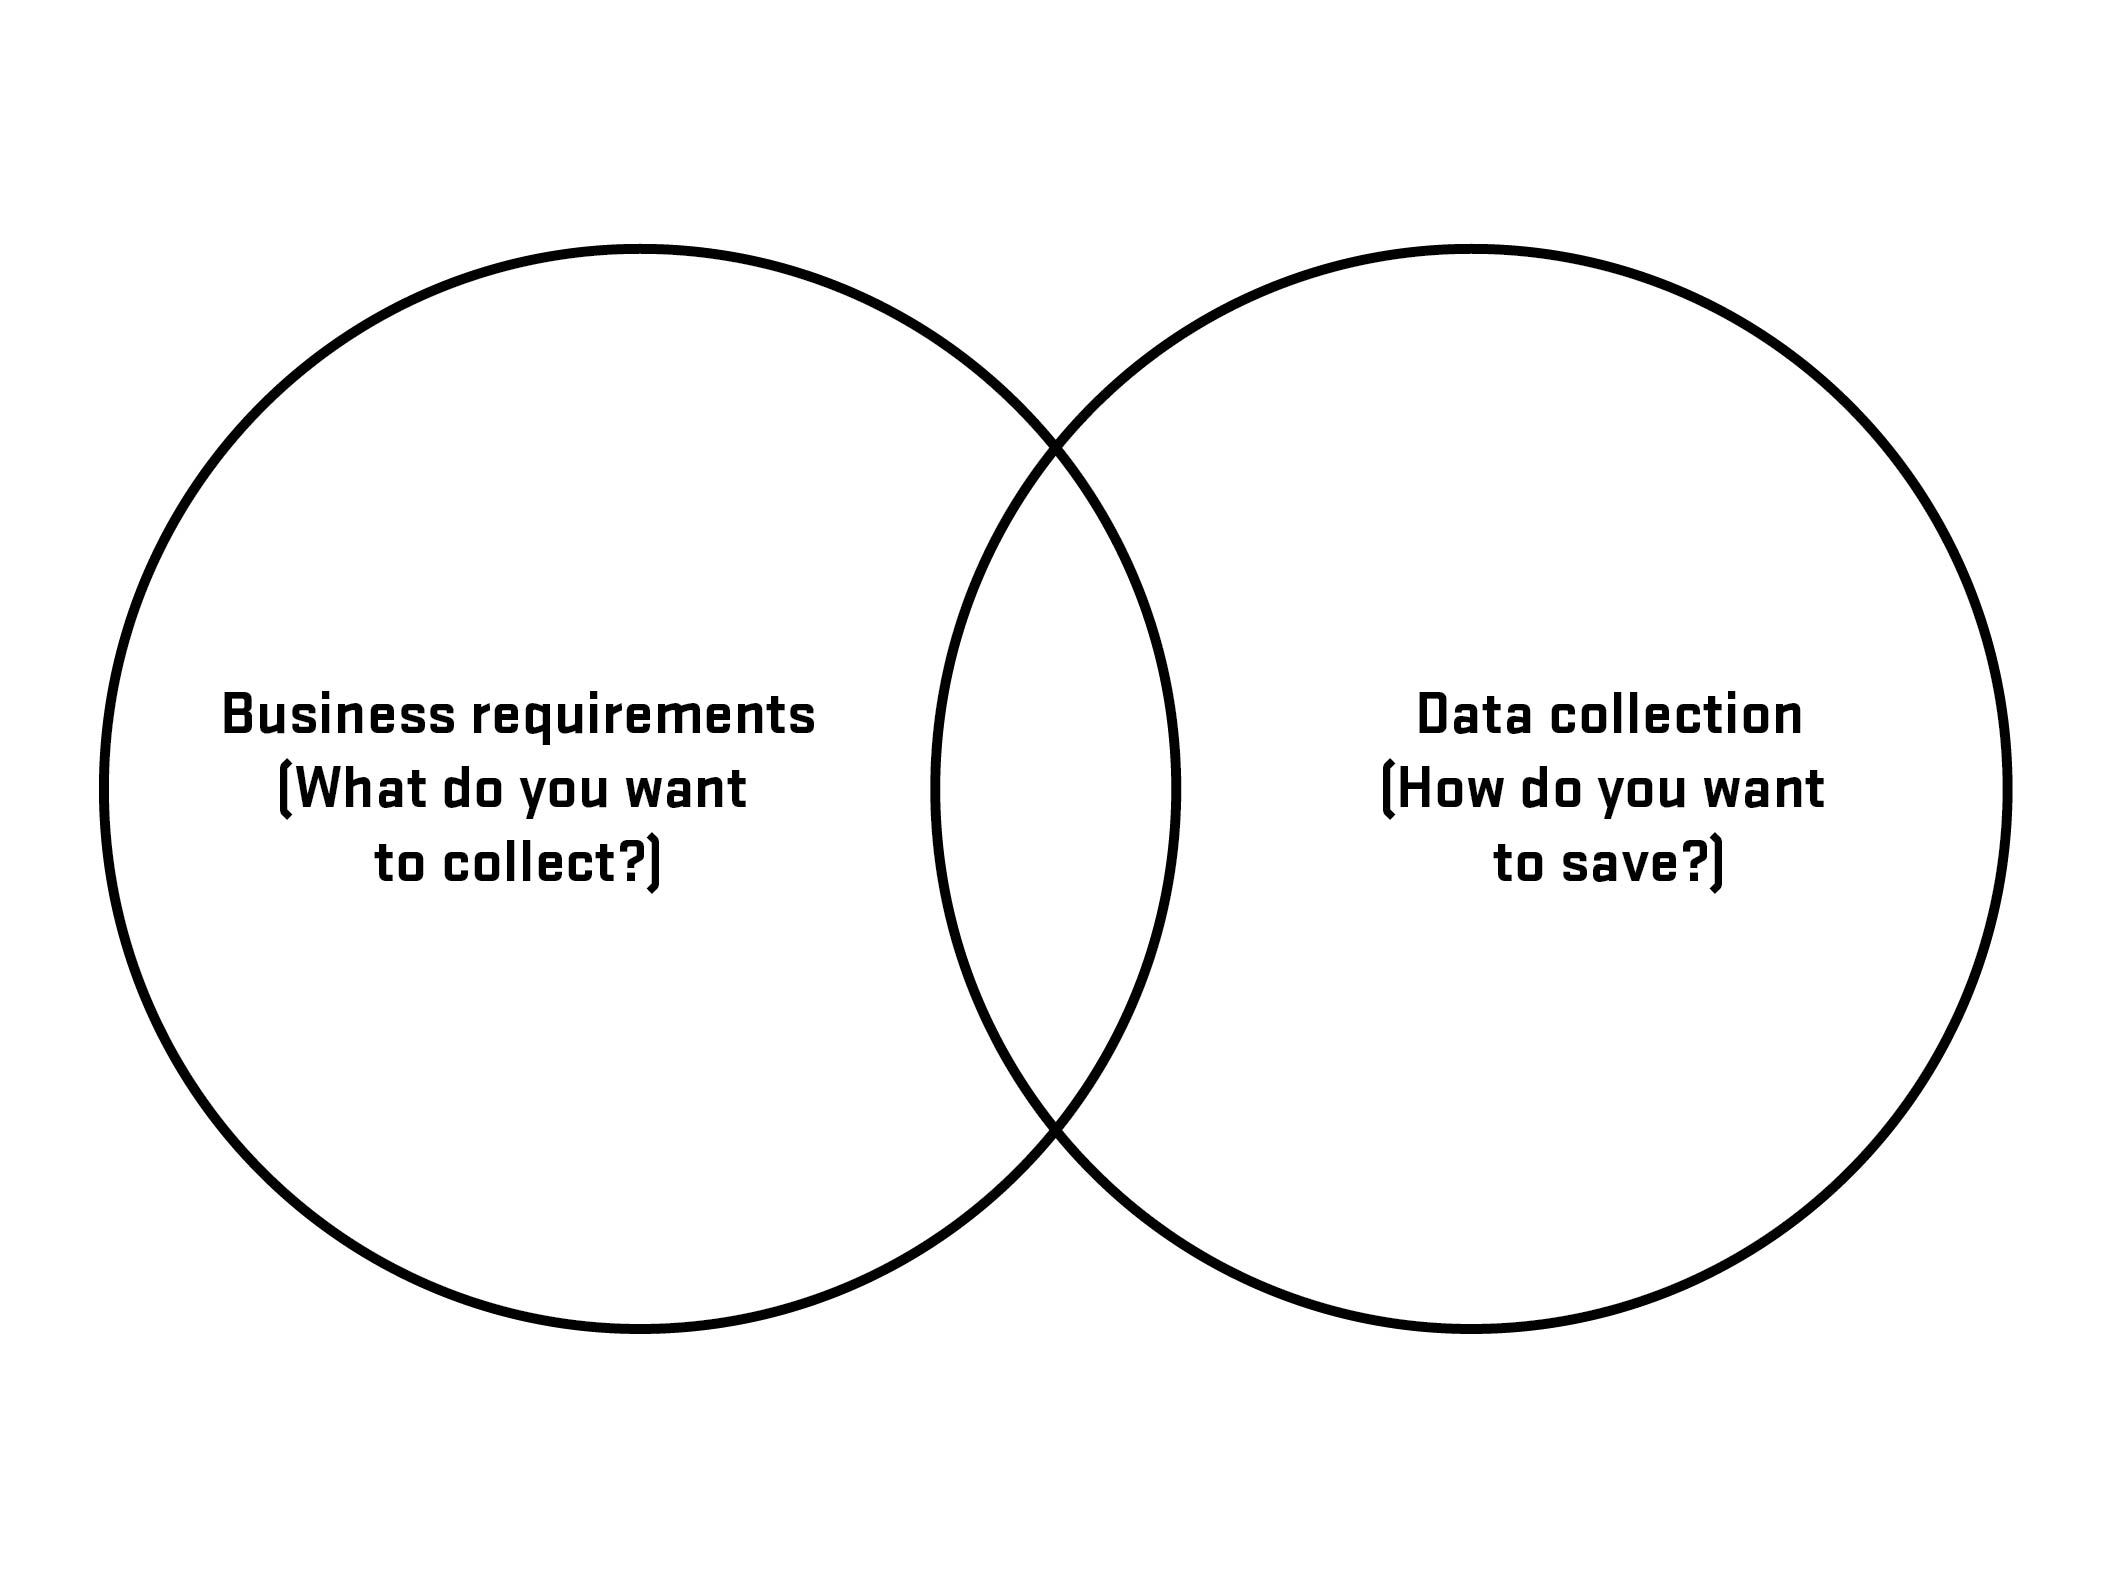 Business requirements
(What do you want
to collect?)
Data collection
(How do you want
to save?)